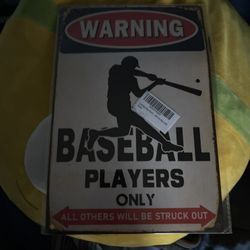 WARNING
BASEBALL
PLAYERS
ONLY
ALL OTHERS WILL BE STRUCK OUT